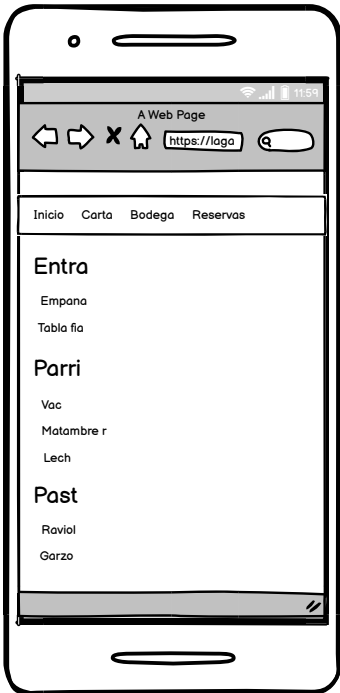 11:59
A Web Page
https://laga
Inicio Carta Bodega Reservas
Entra
Empana
Tabla fia
Parri
Vac
Matambre r
Lech
Past
Raviol
Garzo